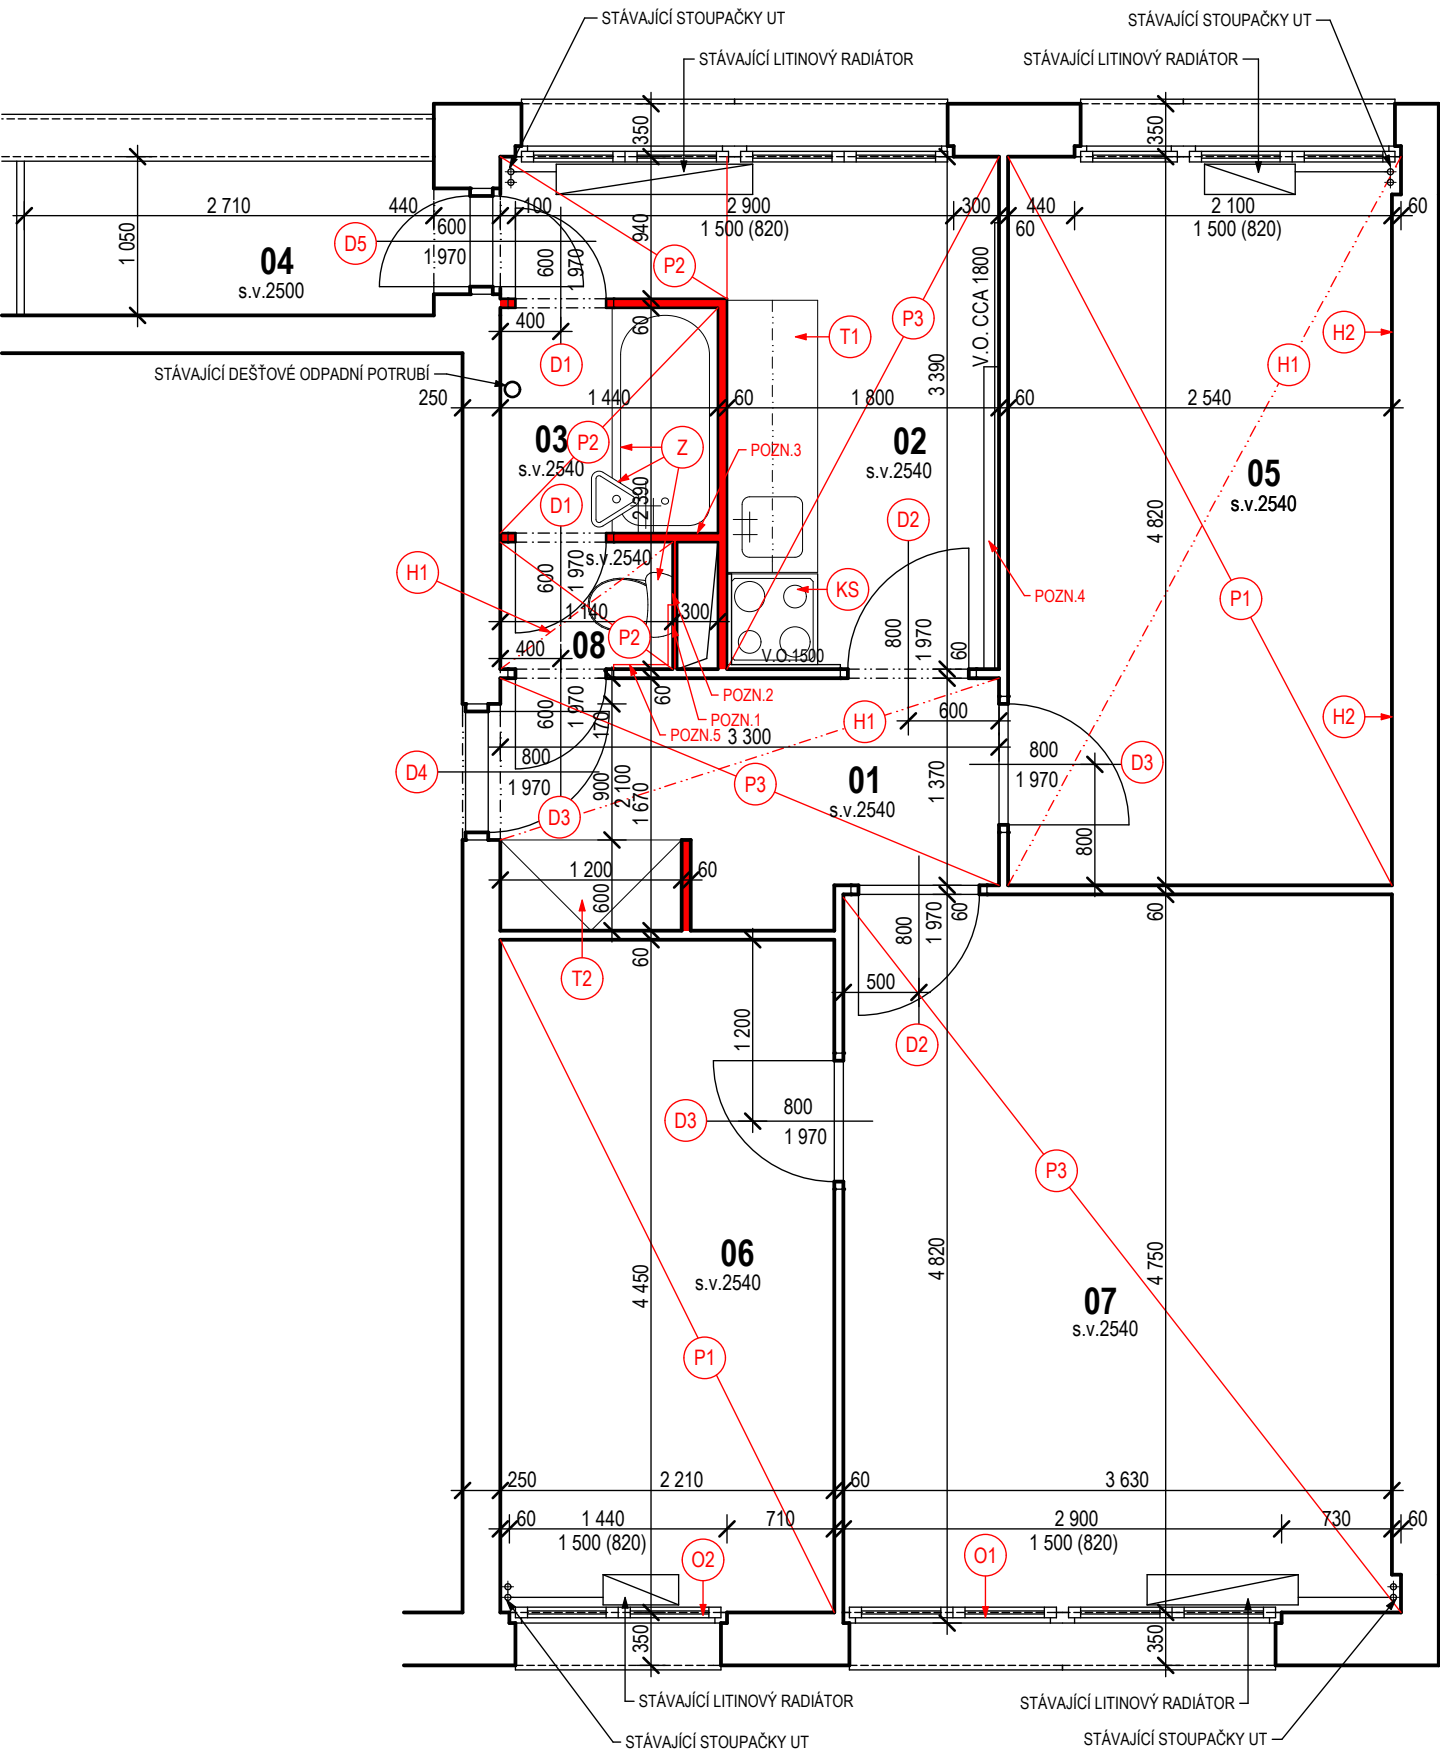 STÁVAJÍCÍ STOUPAČKY UT
STÁVAJÍCÍ STOUPAČKY UT
STÁVAJÍCÍ LITINOVÝ RADIÁTOR
STÁVAJÍCÍ LITINOVÝ RADIÁTOR
350
350
2 710
440
100
2 900
300
440
2 100
60
600
1 500 (820)
60
1 500 (820)
940
D5
1 970
1 050
04
s.v.2500
600
1 970
P2
V.O. CCA 1800
P3
T1
H2
400
60
D1
H1
3 390
STÁVAJÍCÍ DEŠŤOVÉ ODPADNÍ POTRUBÍ
250
1 440
60
1 800
60
2 540
03
s.v.2540
P2
Z
POZN.3
02
s.v.2540
05
s.v.2540
2 390
D1
D2
4 820
s.v.2540
H1
600
1 970
KS
POZN.4
P1
1 140
300
08
P2
800
1 970
60
400
V.O.1500
60
POZN.2
POZN.1
POZN.5
600
1 970
170
3 300
H1
600
H2
D4
800
1 970
900
2 100
1 670
P3
01
s.v.2540
1 370
800
1 970
D3
D3
800
1 200
60
600
60
T2
800
1 970
60
60
500
1 200
D2
D3
800
1 970
P3
06
s.v.2540
4 450
4 820
4 750
07
s.v.2540
P1
250
2 210
60
3 630
60
1 440
710
2 900
730
60
1 500 (820)
O2
O1
1 500 (820)
350
350
STÁVAJÍCÍ LITINOVÝ RADIÁTOR
STÁVAJÍCÍ LITINOVÝ RADIÁTOR
STÁVAJÍCÍ STOUPAČKY UT
STÁVAJÍCÍ STOUPAČKY UT